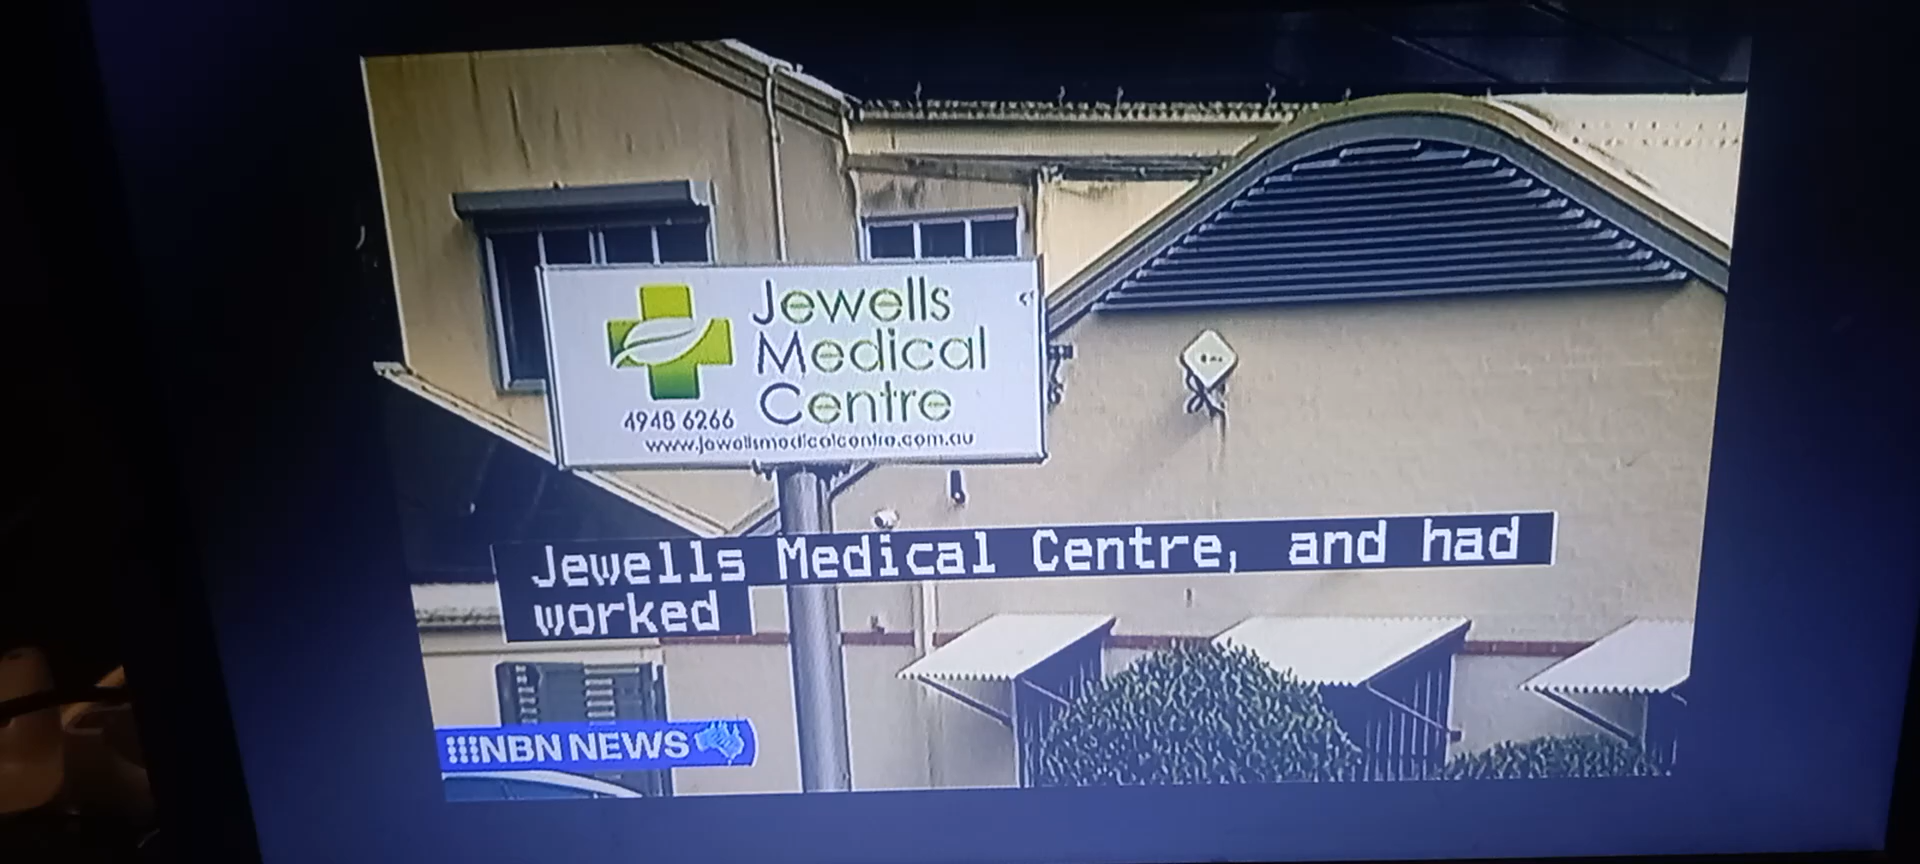 Jewells
Medical
Centre
4948 6266
www.jewellsmedicalcentre.com.au
Jewells Medical Centre, and had
worked
NBN NEWS